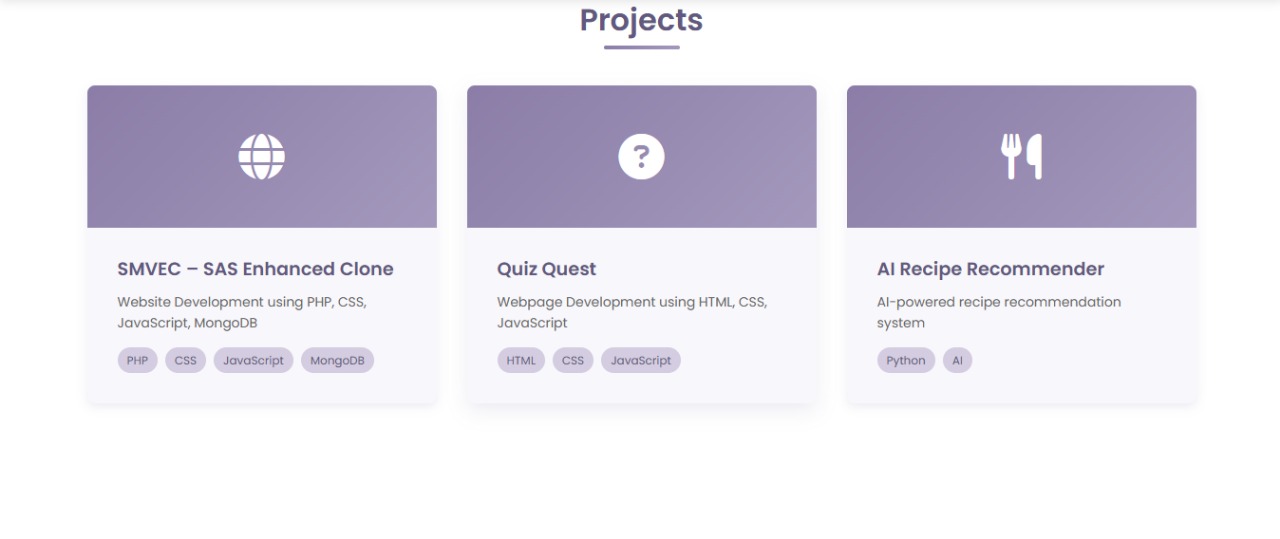 Projects
SMVEC – SAS Enhanced Clone
Website Development using PHP, CSS,
JavaScript, MongoDB
PHP CSS JavaScript MongoDB
?
Quiz Quest
Webpage Development using HTML, CSS,
JavaScript
HTML CSS JavaScript
AI Recipe Recommender
AI-powered recipe recommendation
system
Python AI